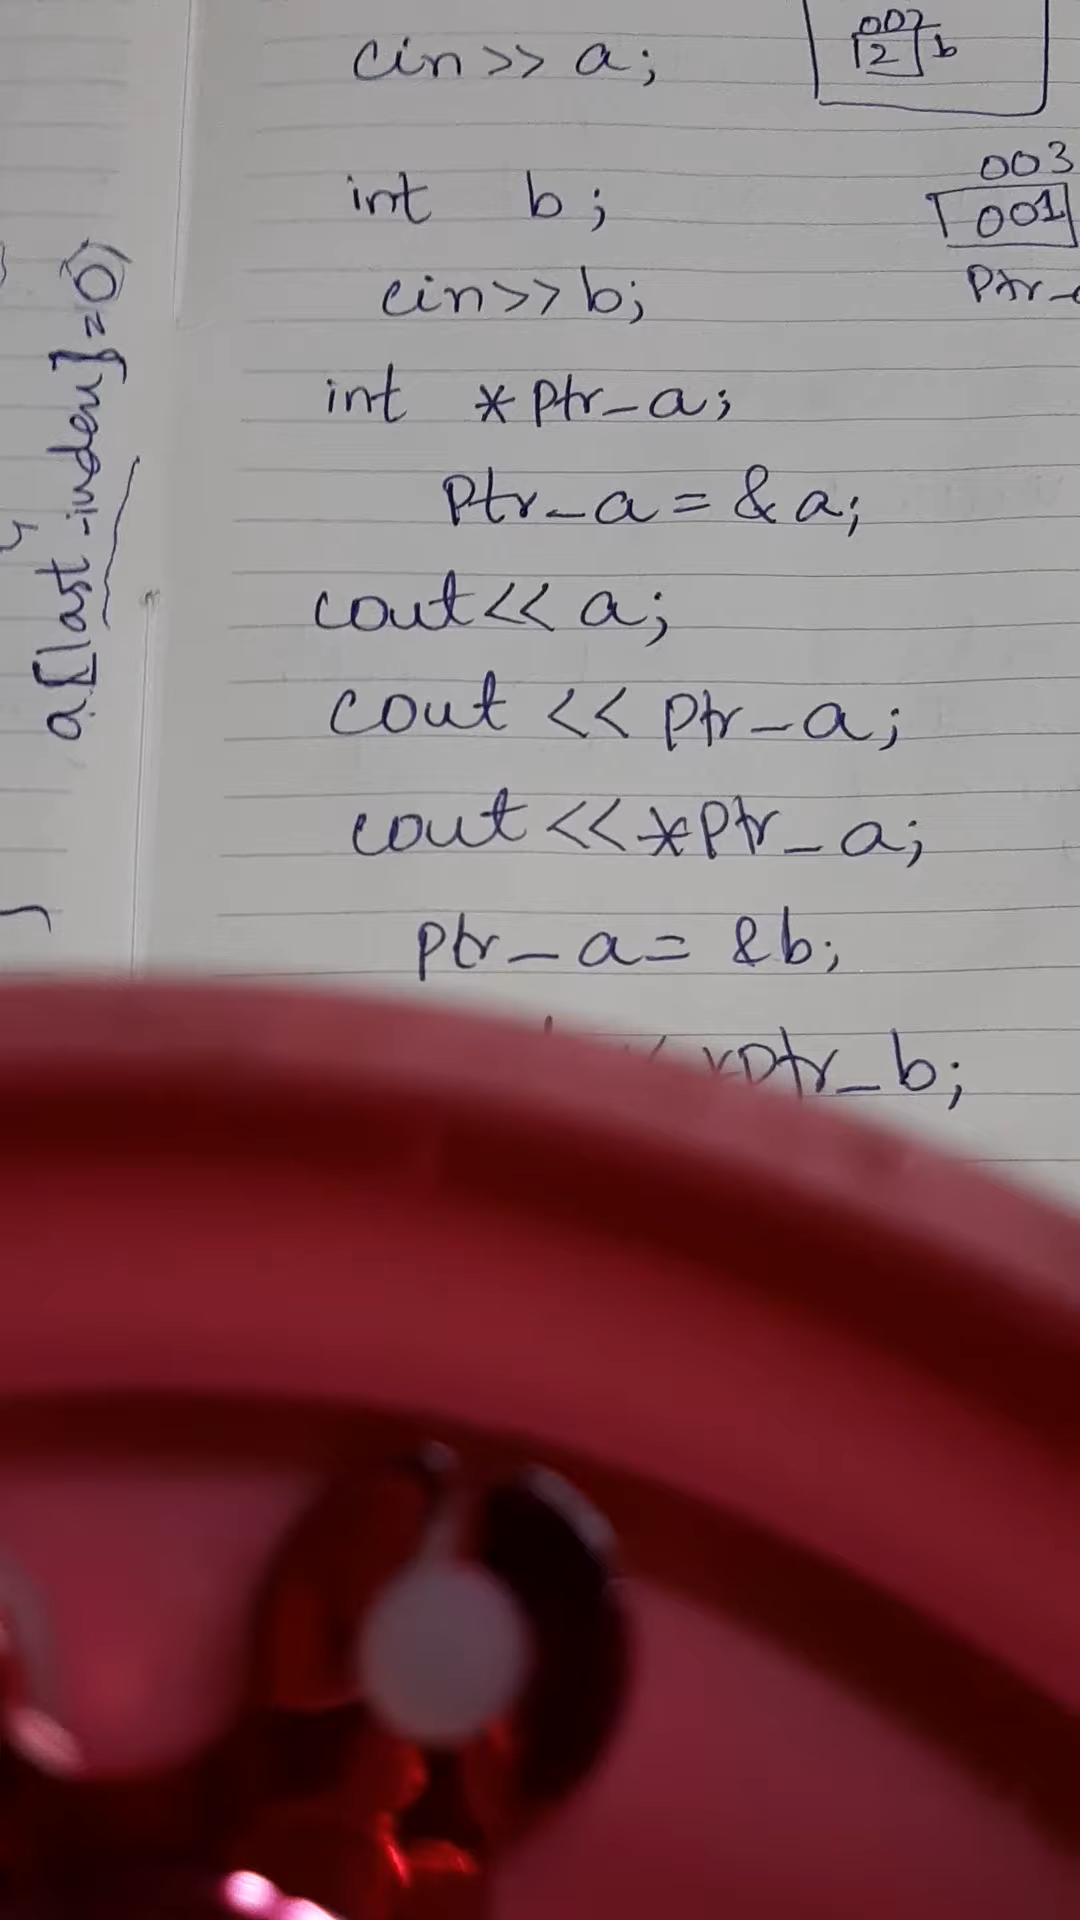 cin>> a;
002
2 b
int b;
003
001
cin>>b;
int *ptr_a;
ptr_a = &a;
cout<< a;
cout << ptr_a;
cout <<*ptr_a;
ptr_a= &b;
*ptr_b;
a[last_index]=0